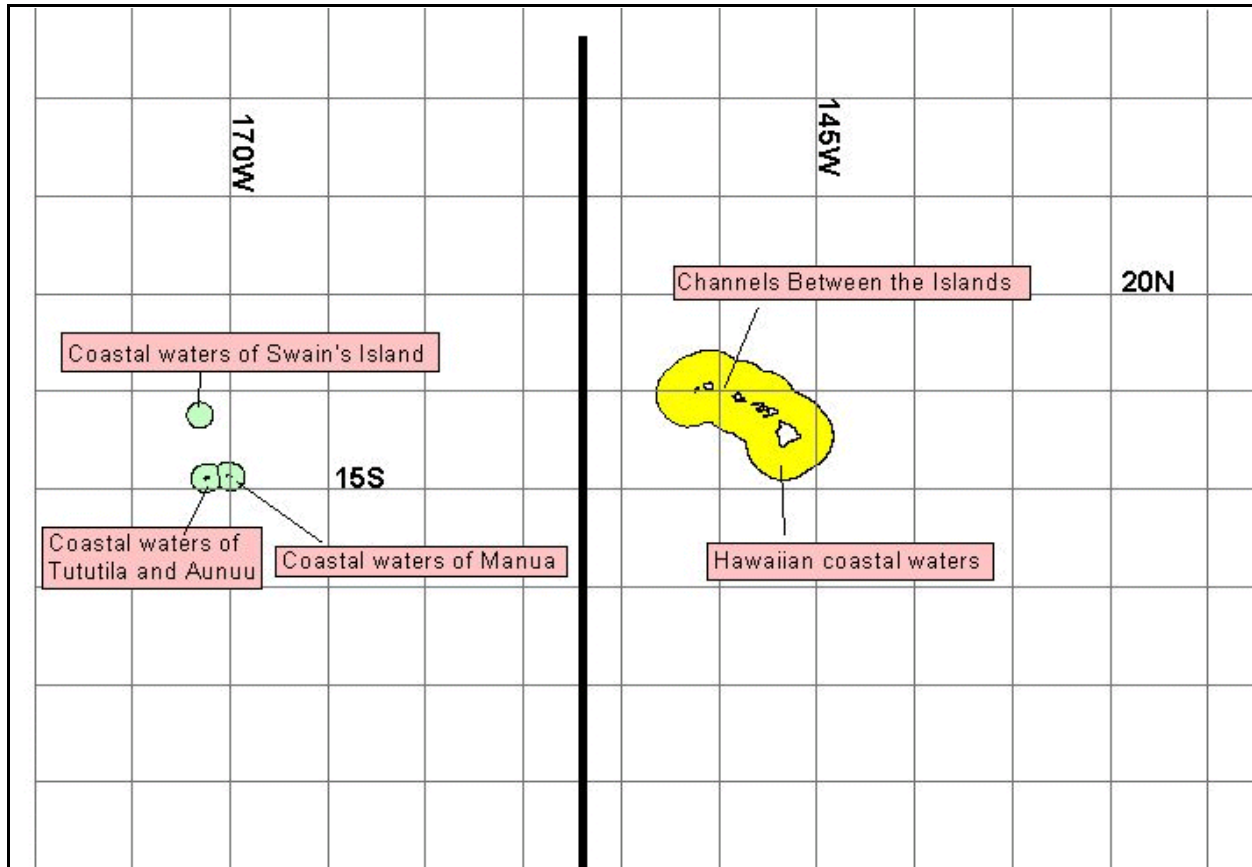 170W
145W
Channels Between the Islands
20N
Coastal waters of Swain's Island
15S
Coastal waters of
Tututila and Aunuu
Coastal waters of Manua
Hawaiian coastal waters